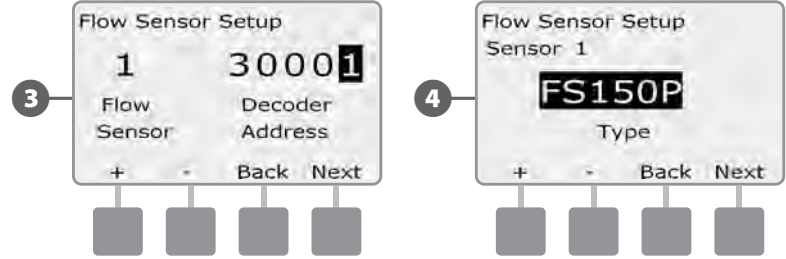 3
Flow Sensor Setup
1 30001
Flow Decoder
Sensor Address
+ - Back Next
4
Flow Sensor Setup
Sensor 1
FS150P
Type
+ - Back Next